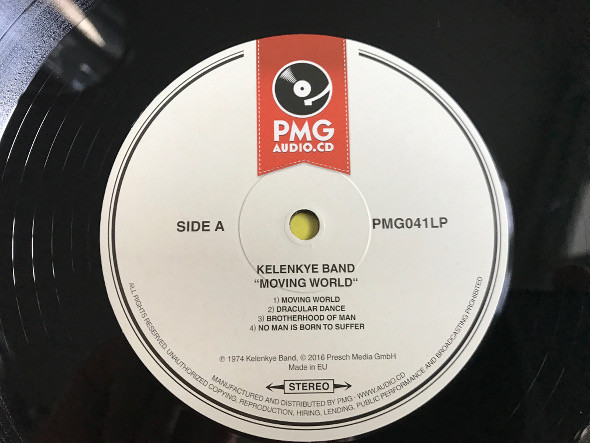 PMG
AUDIO.CD
SIDE A
PMG041LP
KELENKYE BAND
"MOVING WORLD"
1) MOVING WORLD
2) DRACULAR DANCE
3) BROTHERHOOD OF MAN
4) NO MAN IS BORN TO SUFFER
℗ 1974 Kelenkye Band, © 2016 Presch Media GmbH
Made in EU
STEREO
MANUFACTURED AND DISTRIBUTED BY PMG · WWW.AUDIO.CD
ALL RIGHTS RESERVED, UNAUTHORIZED COPYING, REPRODUCTION, HIRING, LENDING, PUBLIC PERFORMANCE AND BROADCASTING PROHIBITED